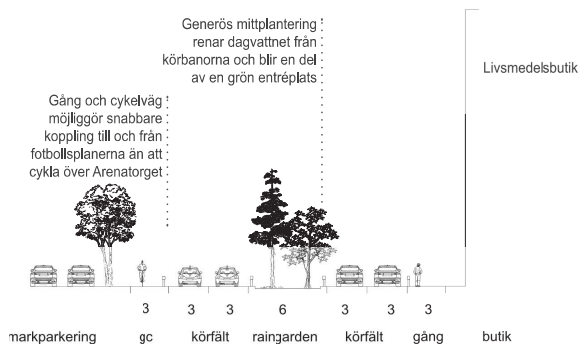 Generös mittplantering
renar dagvattnet från
körbanorna och blir en del
av en grön entréplats
Livsmedelsbutik
Gång och cykelväg
möjliggör snabbare
koppling till och från
fotbollsplanerna än att
cykla över Arenatorget
3 3 3 6 3 3 3
markparkering gc körfält raingarden körfält gång butik